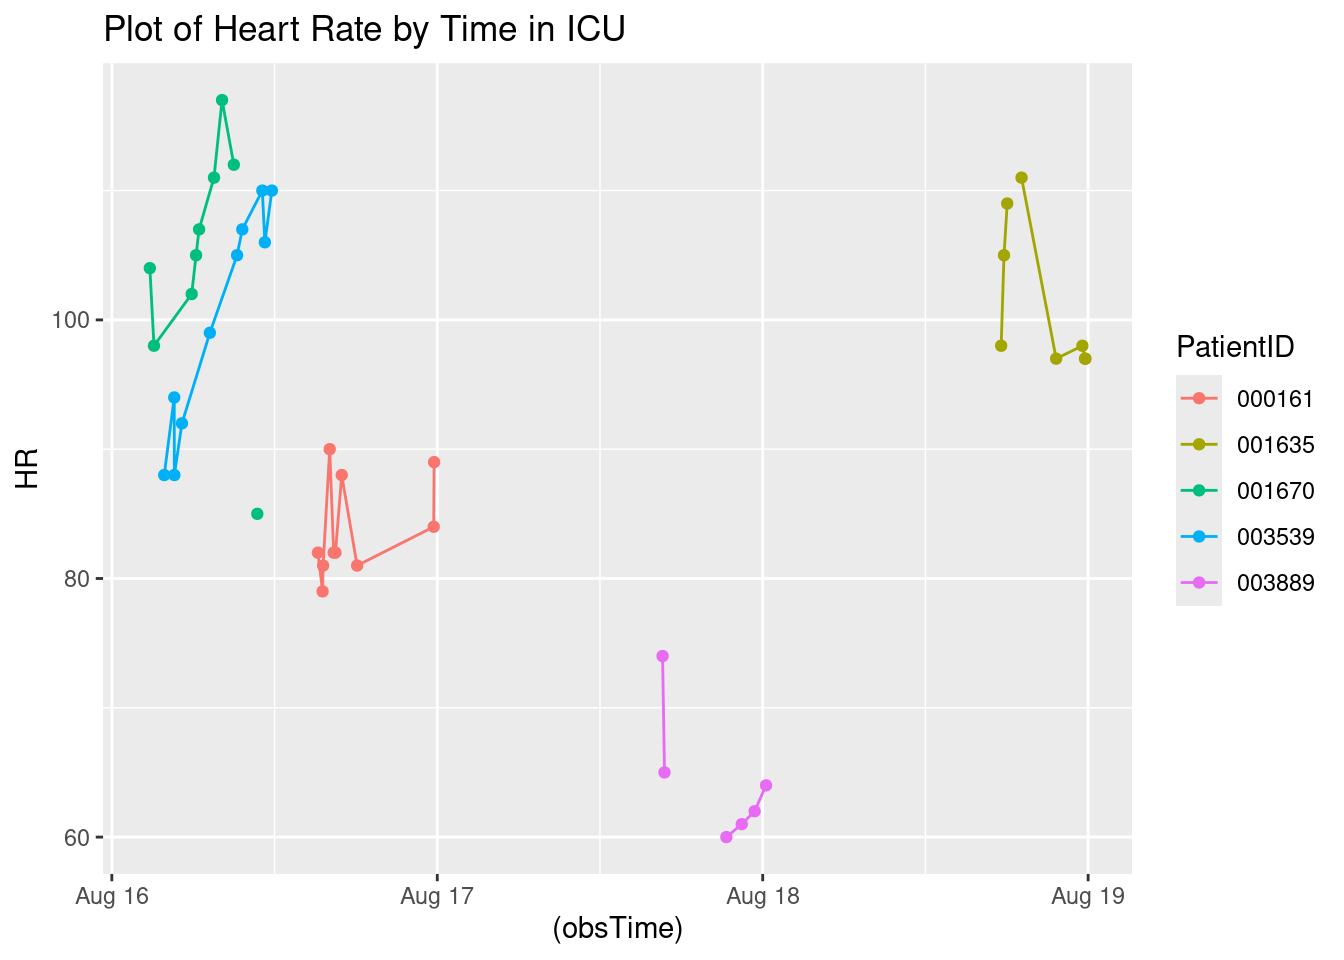 Plot of Heart Rate by Time in ICU
HR
100
80
60
Aug 16
Aug 17
Aug 18
Aug 19
(obsTime)
PatientID
000161
001635
001670
003539
003889